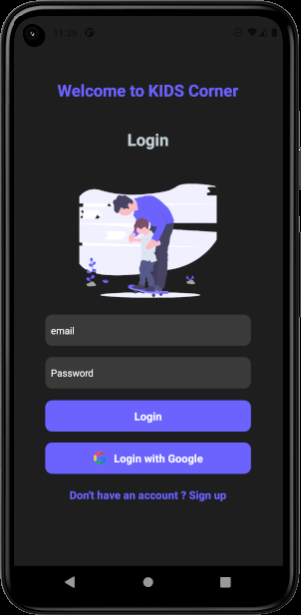 11:26
Welcome to KIDS Corner
Login
email
Password
Login
Login with Google
Don't have an account ? Sign up